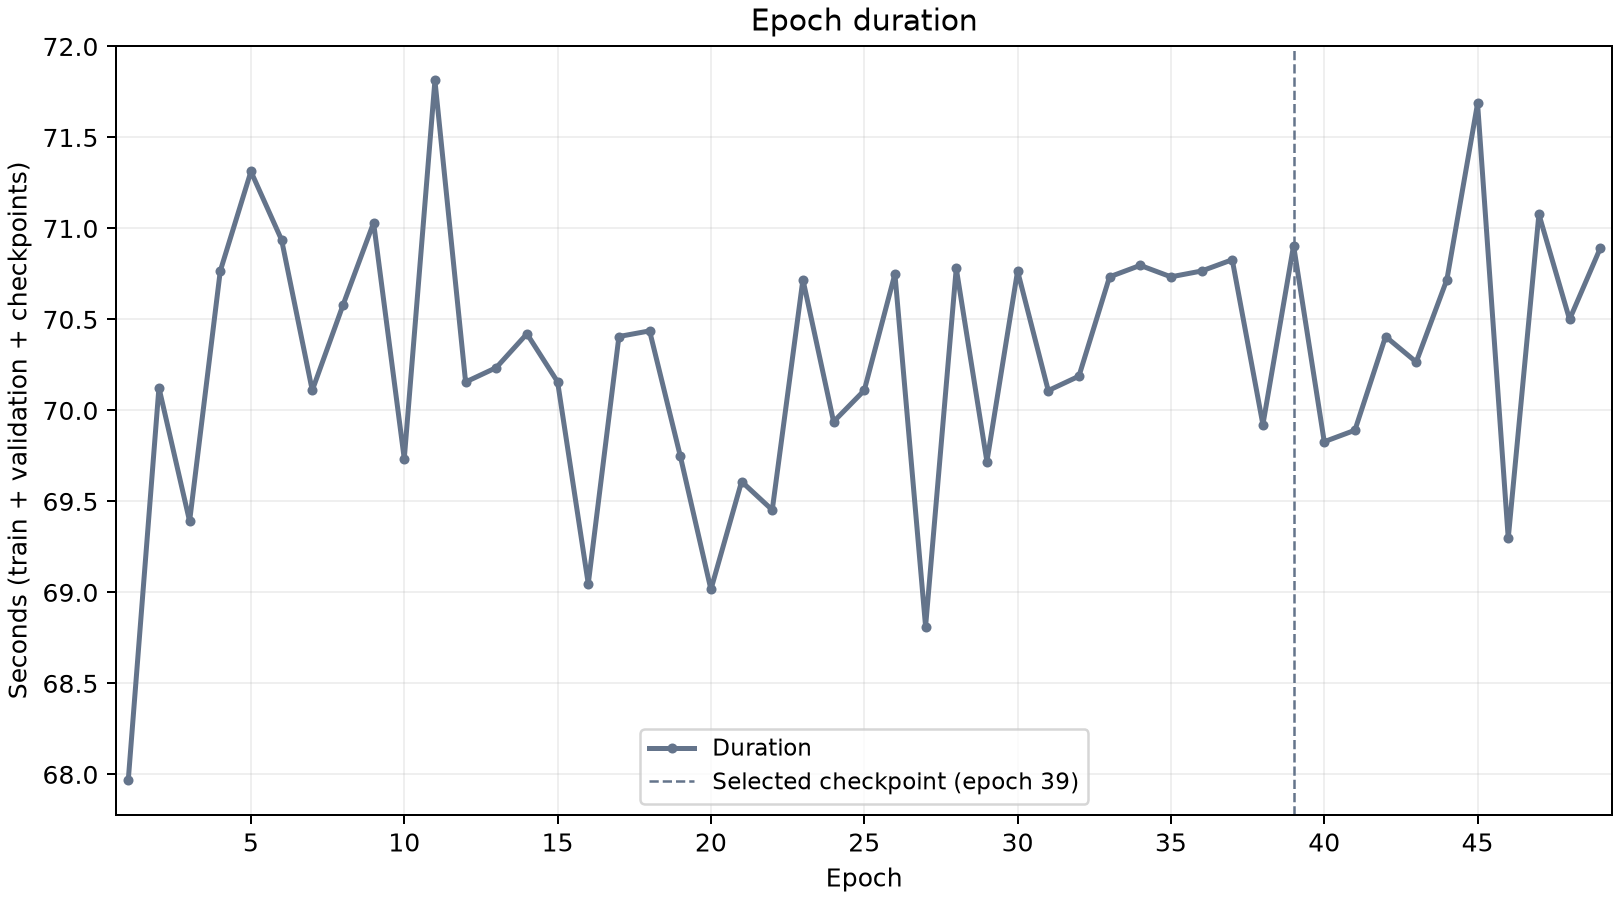 Epoch duration
Seconds (train + validation + checkpoints)
72.0
71.5
71.0
70.5
70.0
69.5
69.0
68.5
68.0
Duration
Selected checkpoint (epoch 39)
5 10 15 20 25 30 35 40 45
Epoch